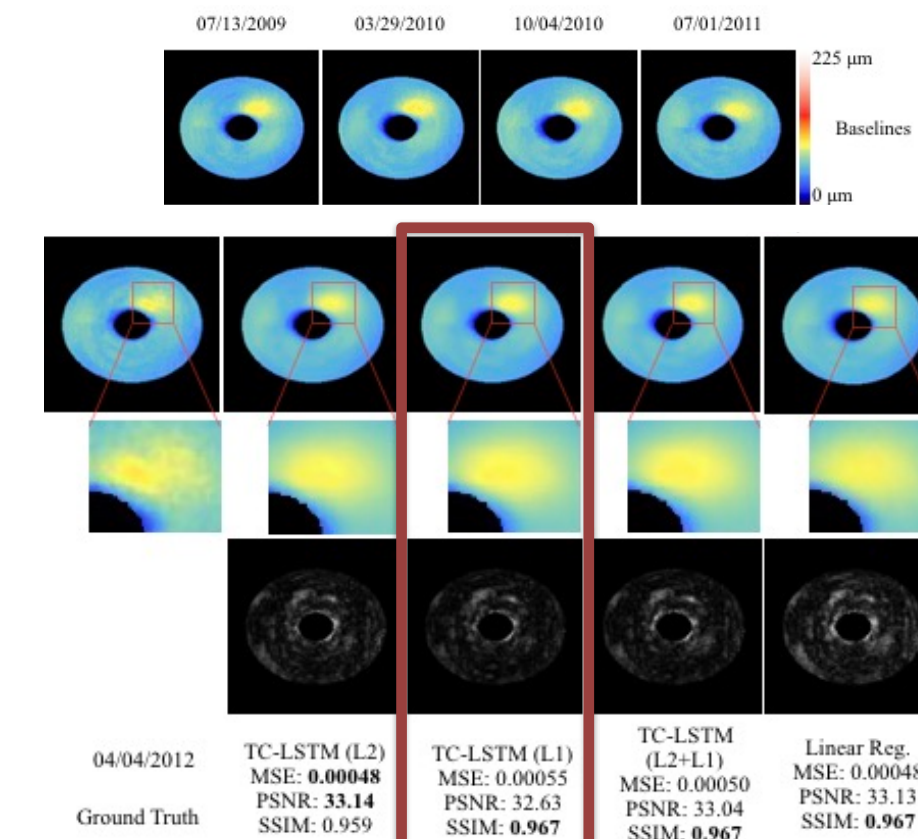 07/13/2009 03/29/2010 10/04/2010 07/01/2011
225 μm
Baselines
0 μm
04/04/2012
Ground Truth
TC-LSTM (L2)
MSE: 0.00048
PSNR: 33.14
SSIM: 0.959
TC-LSTM (L1)
MSE: 0.00055
PSNR: 32.63
SSIM: 0.967
TC-LSTM
(L2+L1)
MSE: 0.00050
PSNR: 33.04
SSIM: 0.967
Linear Reg.
MSE: 0.00048
PSNR: 33.13
SSIM: 0.967